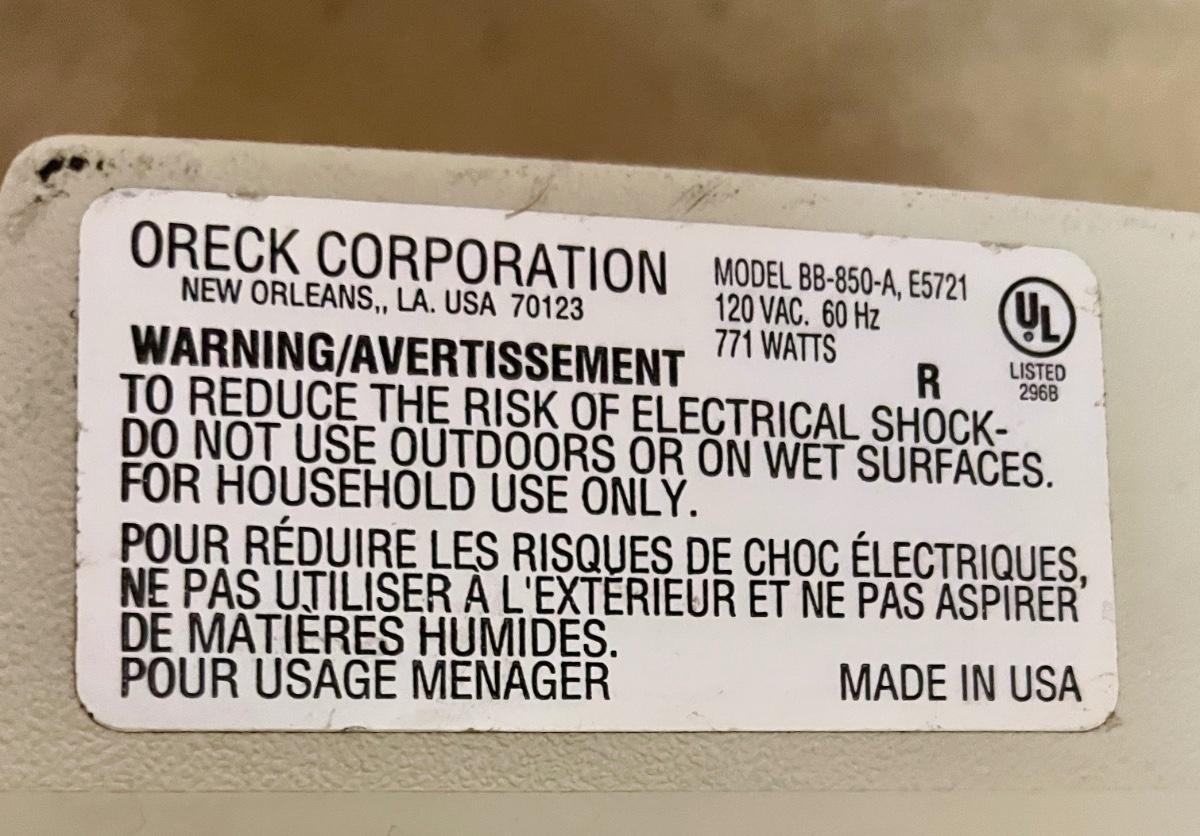 ORECK CORPORATION
NEW ORLEANS,, LA. USA 70123
MODEL BB-850-A, E5721
120 VAC. 60 Hz
771 WATTS
R
UL
LISTED
296B
WARNING/AVERTISSEMENT
TO REDUCE THE RISK OF ELECTRICAL SHOCK-
DO NOT USE OUTDOORS OR ON WET SURFACES.
FOR HOUSEHOLD USE ONLY.
POUR RÉDUIRE LES RISQUES DE CHOC ÉLECTRIQUES,
NE PAS UTILISER À L'EXTÉRIEUR ET NE PAS ASPIRER
DE MATIÈRES HUMIDES.
POUR USAGE MENAGER
MADE IN USA